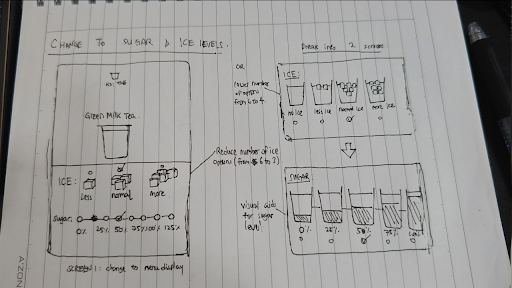 CHANGE TO SUGAR & ICE LEVELS.
GREEN MILK TEA
ICE:
less
normal
more
Sugar:
0% 25% 50% 75% 100% 125%
SCREEN 1: change to menu display
OR
lower number
of options
from 6 to 4
Reduce number of ice
options (from 6 to 3)
Visual aids
for sugar
level
Break into 2 screens
ICE:
no ice
less ice
normal ice
more ice
SUGAR
0%
25%
50%
75%